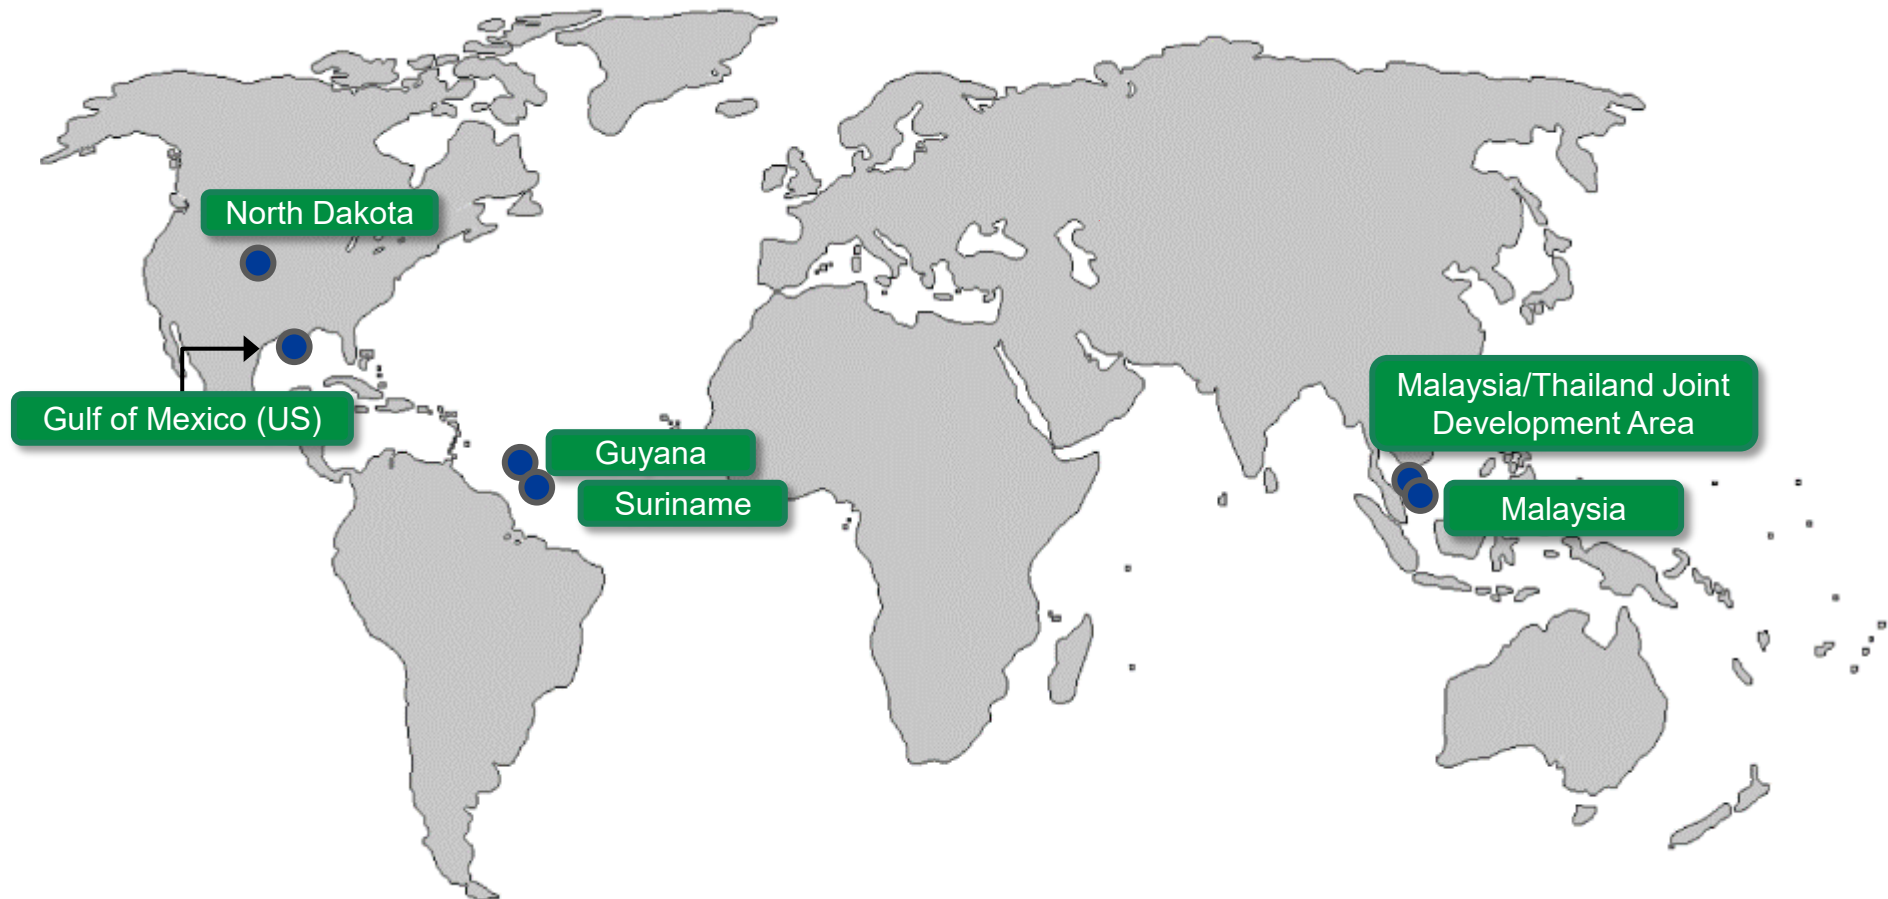 North Dakota
Gulf of Mexico (US)
Guyana
Suriname
Malaysia/Thailand Joint
Development Area
Malaysia